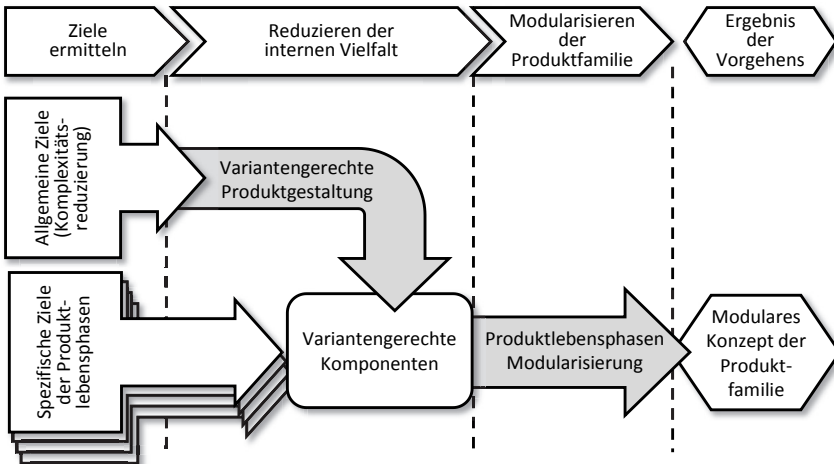 Ziele
ermitteln
Reduzieren der
internen Vielfalt
Modularisieren
der
Produktfamilie
Ergebnis
der
Vorgehens
Allgemeine Ziele
(Komplexitäts-
reduzierung)
Variantengerechte
Produktgestaltung
Spezifische Ziele
der Produkt-
lebensphasen
Variantengerechte
Komponenten
Produktlebensphasen
Modularisierung
Modulares
Konzept der
Produkt-
familie